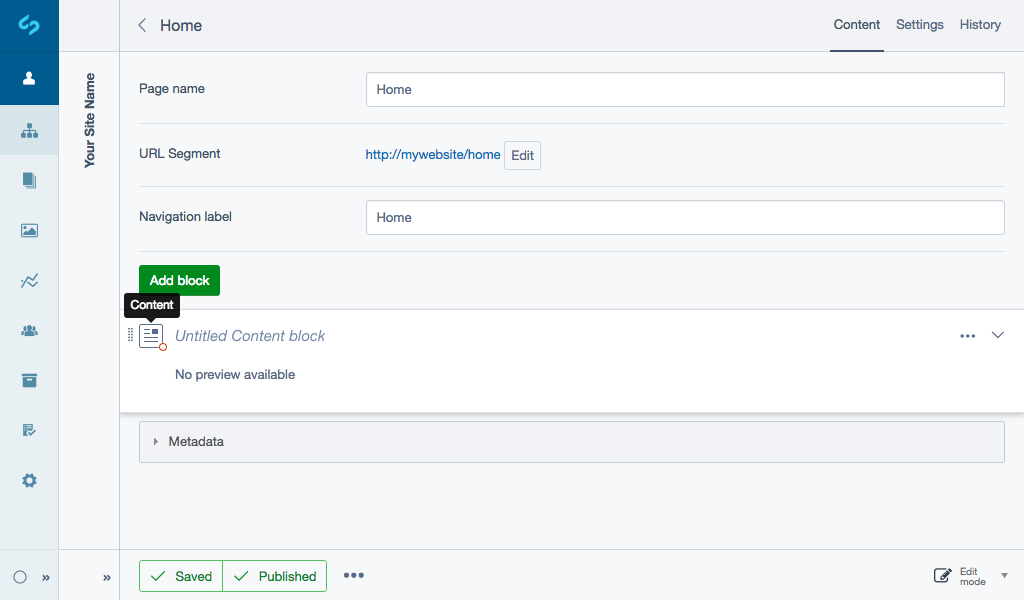 Home
Content
Settings
History
Your Site Name
Page name
Home
URL Segment
http://mywebsite/home
Edit
Navigation label
Home
Add block
Content
Untitled Content block
No preview available
Metadata
Saved
Published
Edit
mode